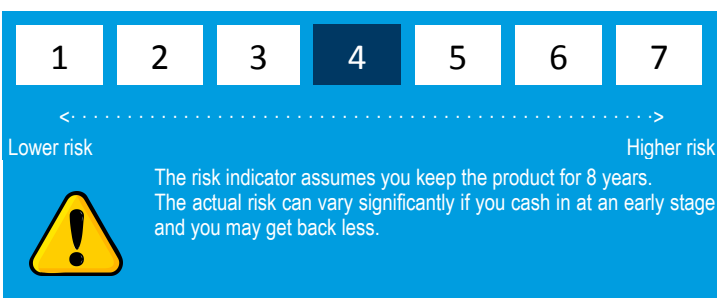 1 2 3 4 5 6 7
<· · · · · · · · · · · · · · · · · · · · · · · · · · · · · · · · · · · · · · · · · · · · · · · · · · · ·>
Lower risk Higher risk
The risk indicator assumes you keep the product for 8 years.
The actual risk can vary significantly if you cash in at an early stage
and you may get back less.